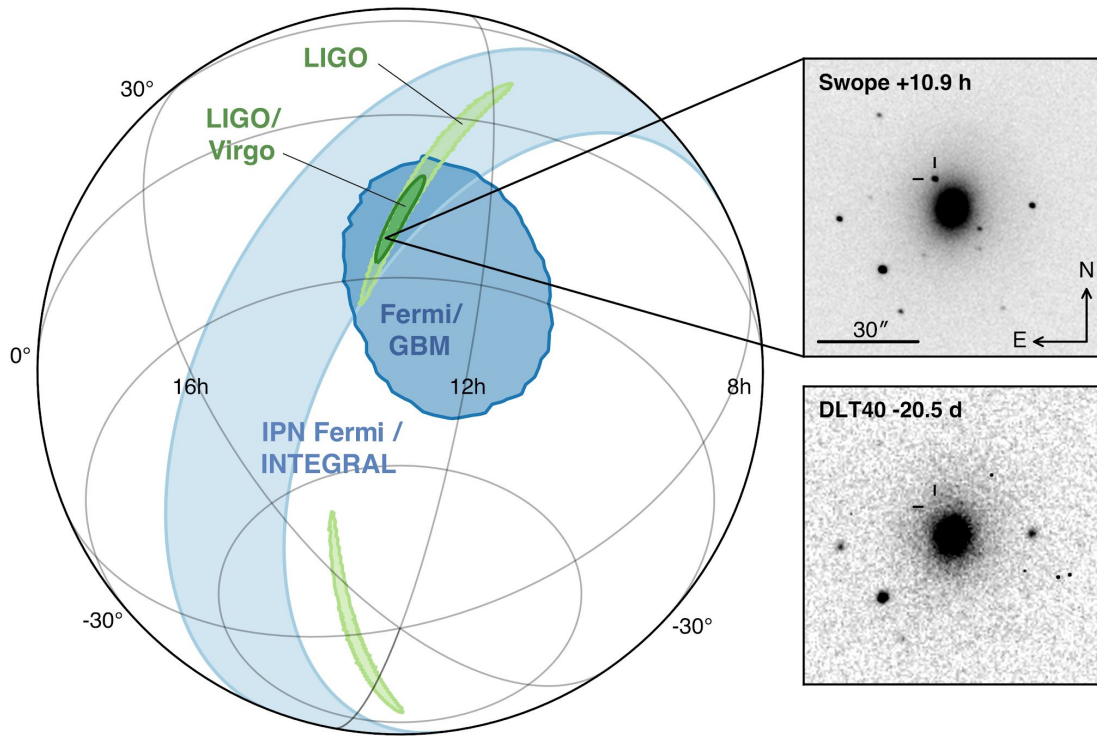 LIGO
30°
LIGO/
Virgo
Swope +10.9 h
N
Fermi/
GBM
30″
E
0°
16h
12h
8h
DLT40 -20.5 d
IPN Fermi /
INTEGRAL
-30°
-30°